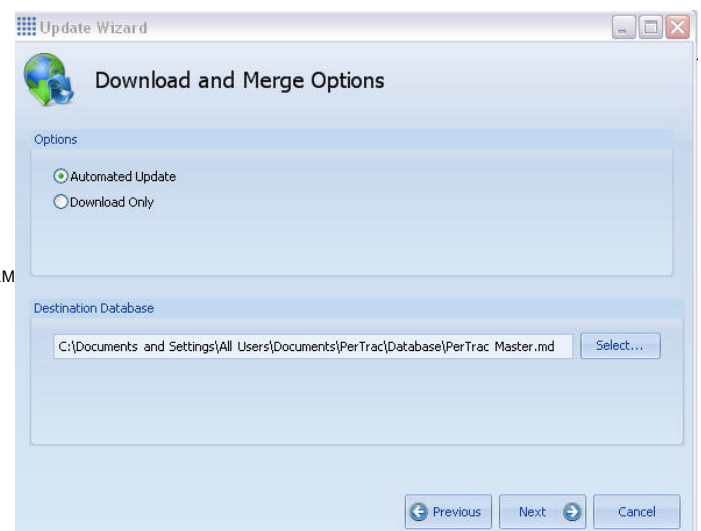 Update Wizard
Download and Merge Options
Options
Automated Update
Download Only
M
Destination Database
C:\Documents and Settings\All Users\Documents\PerTrac\Database\PerTrac Master.md
Select...
Previous
Next
Cancel